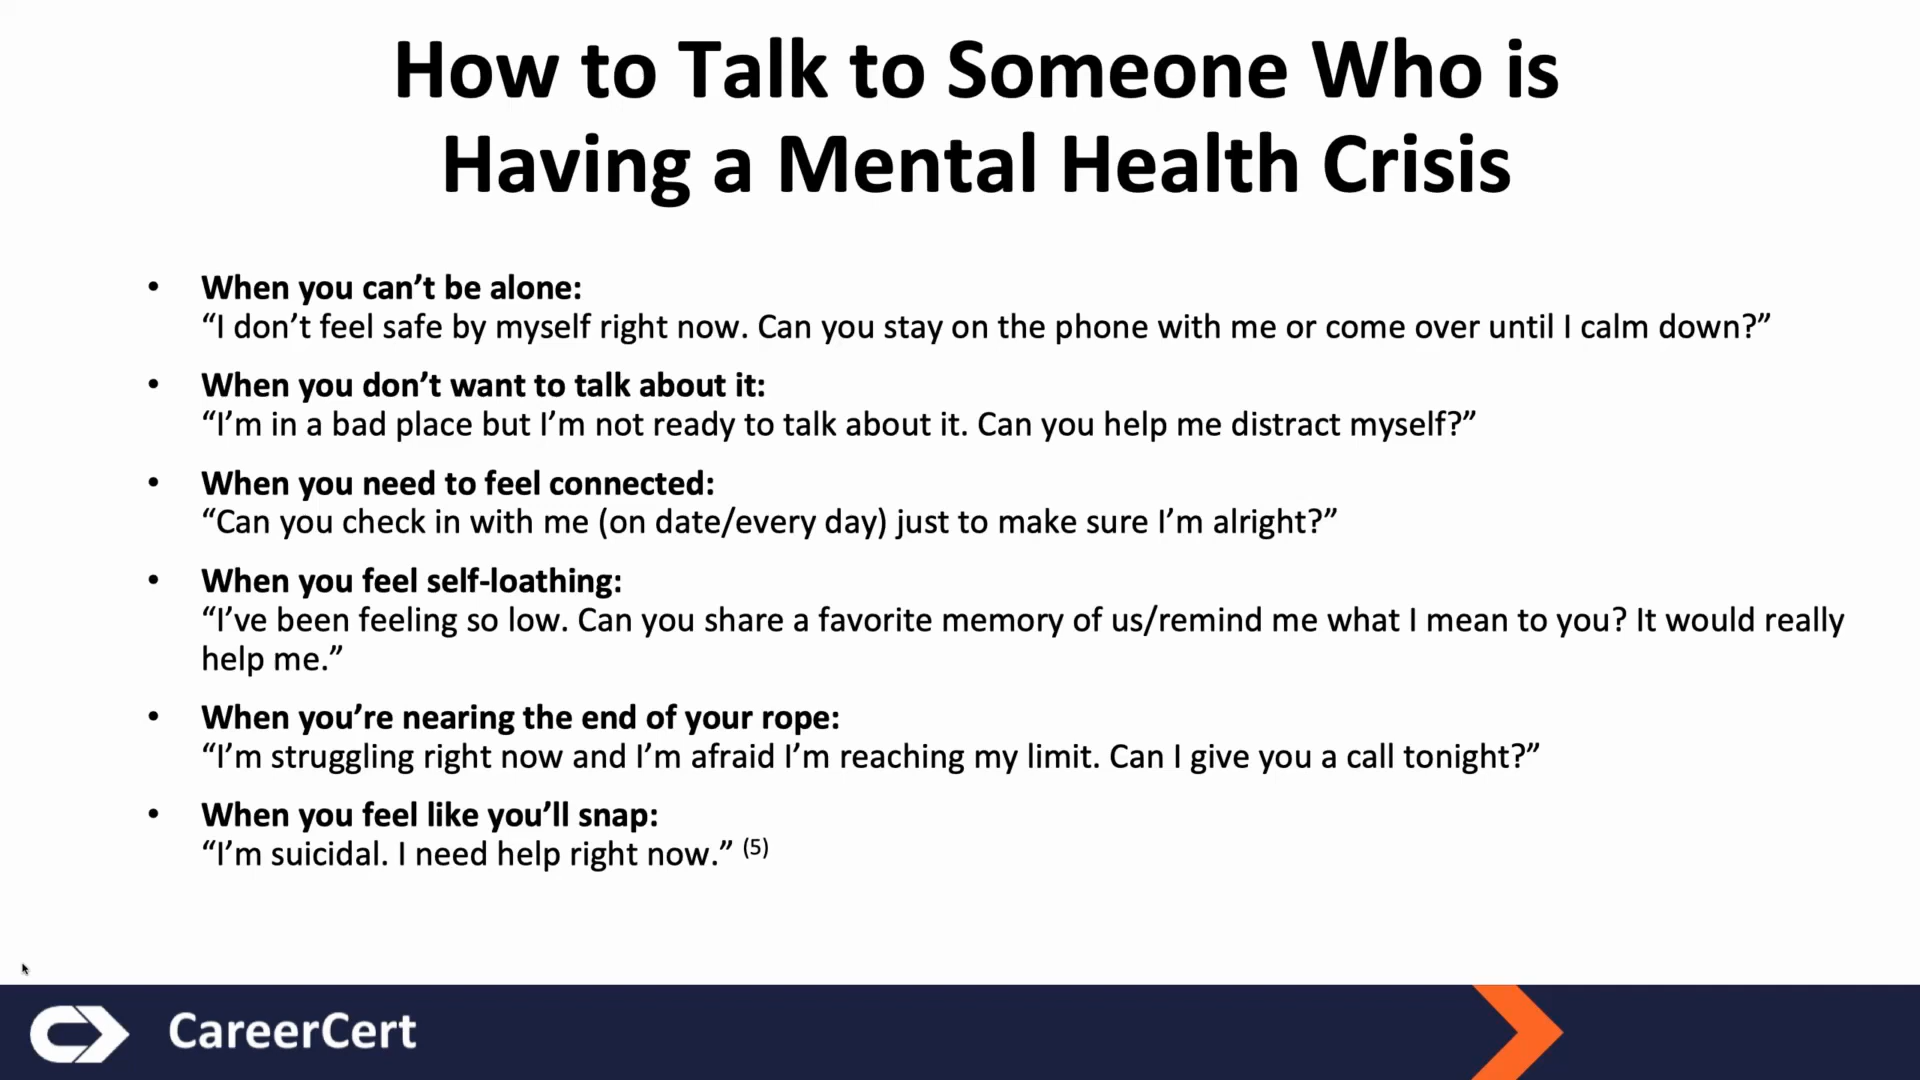 How to Talk to Someone Who is
Having a Mental Health Crisis
• When you can’t be alone:
“I don’t feel safe by myself right now. Can you stay on the phone with me or come over until I calm down?”
• When you don’t want to talk about it:
“I’m in a bad place but I’m not ready to talk about it. Can you help me distract myself?”
• When you need to feel connected:
“Can you check in with me (on date/every day) just to make sure I’m alright?”
• When you feel self-loathing:
“I’ve been feeling so low. Can you share a favorite memory of us/remind me what I mean to you? It would really
help me.”
• When you’re nearing the end of your rope:
“I’m struggling right now and I’m afraid I’m reaching my limit. Can I give you a call tonight?”
• When you feel like you’ll snap:
“I’m suicidal. I need help right now.” (5)
CareerCert